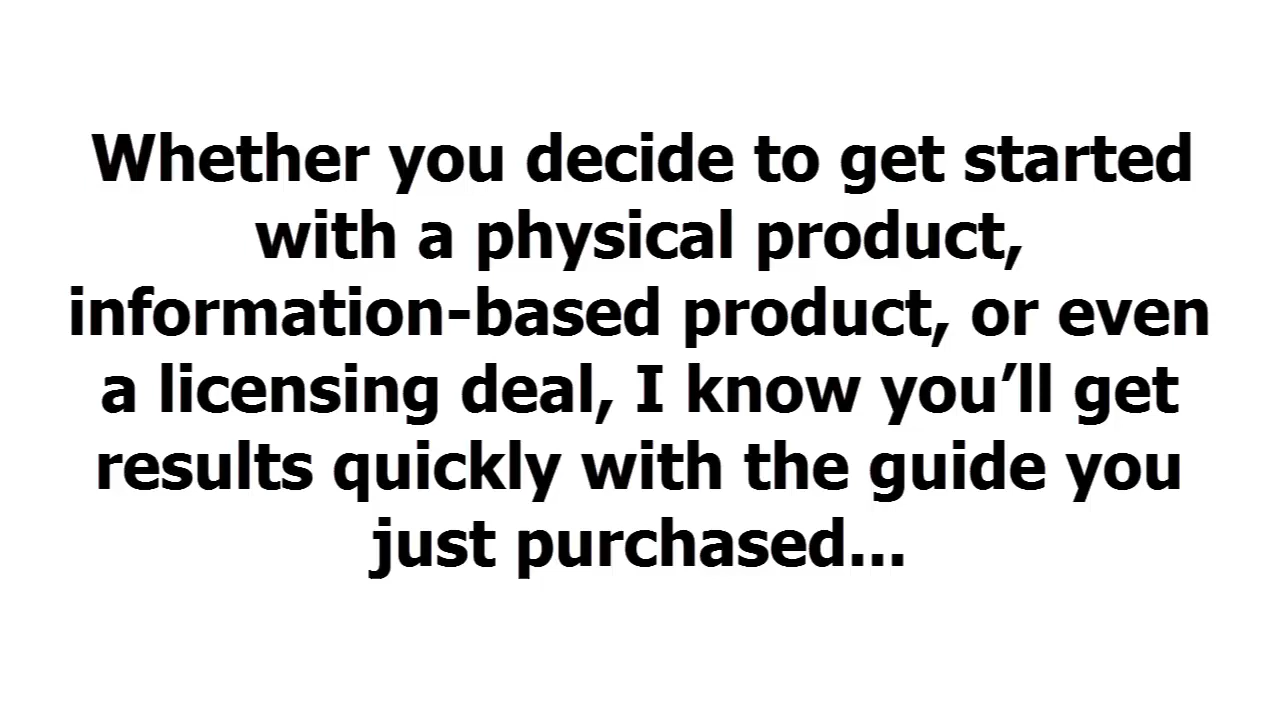 Whether you decide to get started
with a physical product,
information-based product, or even
a licensing deal, I know you’ll get
results quickly with the guide you
just purchased...